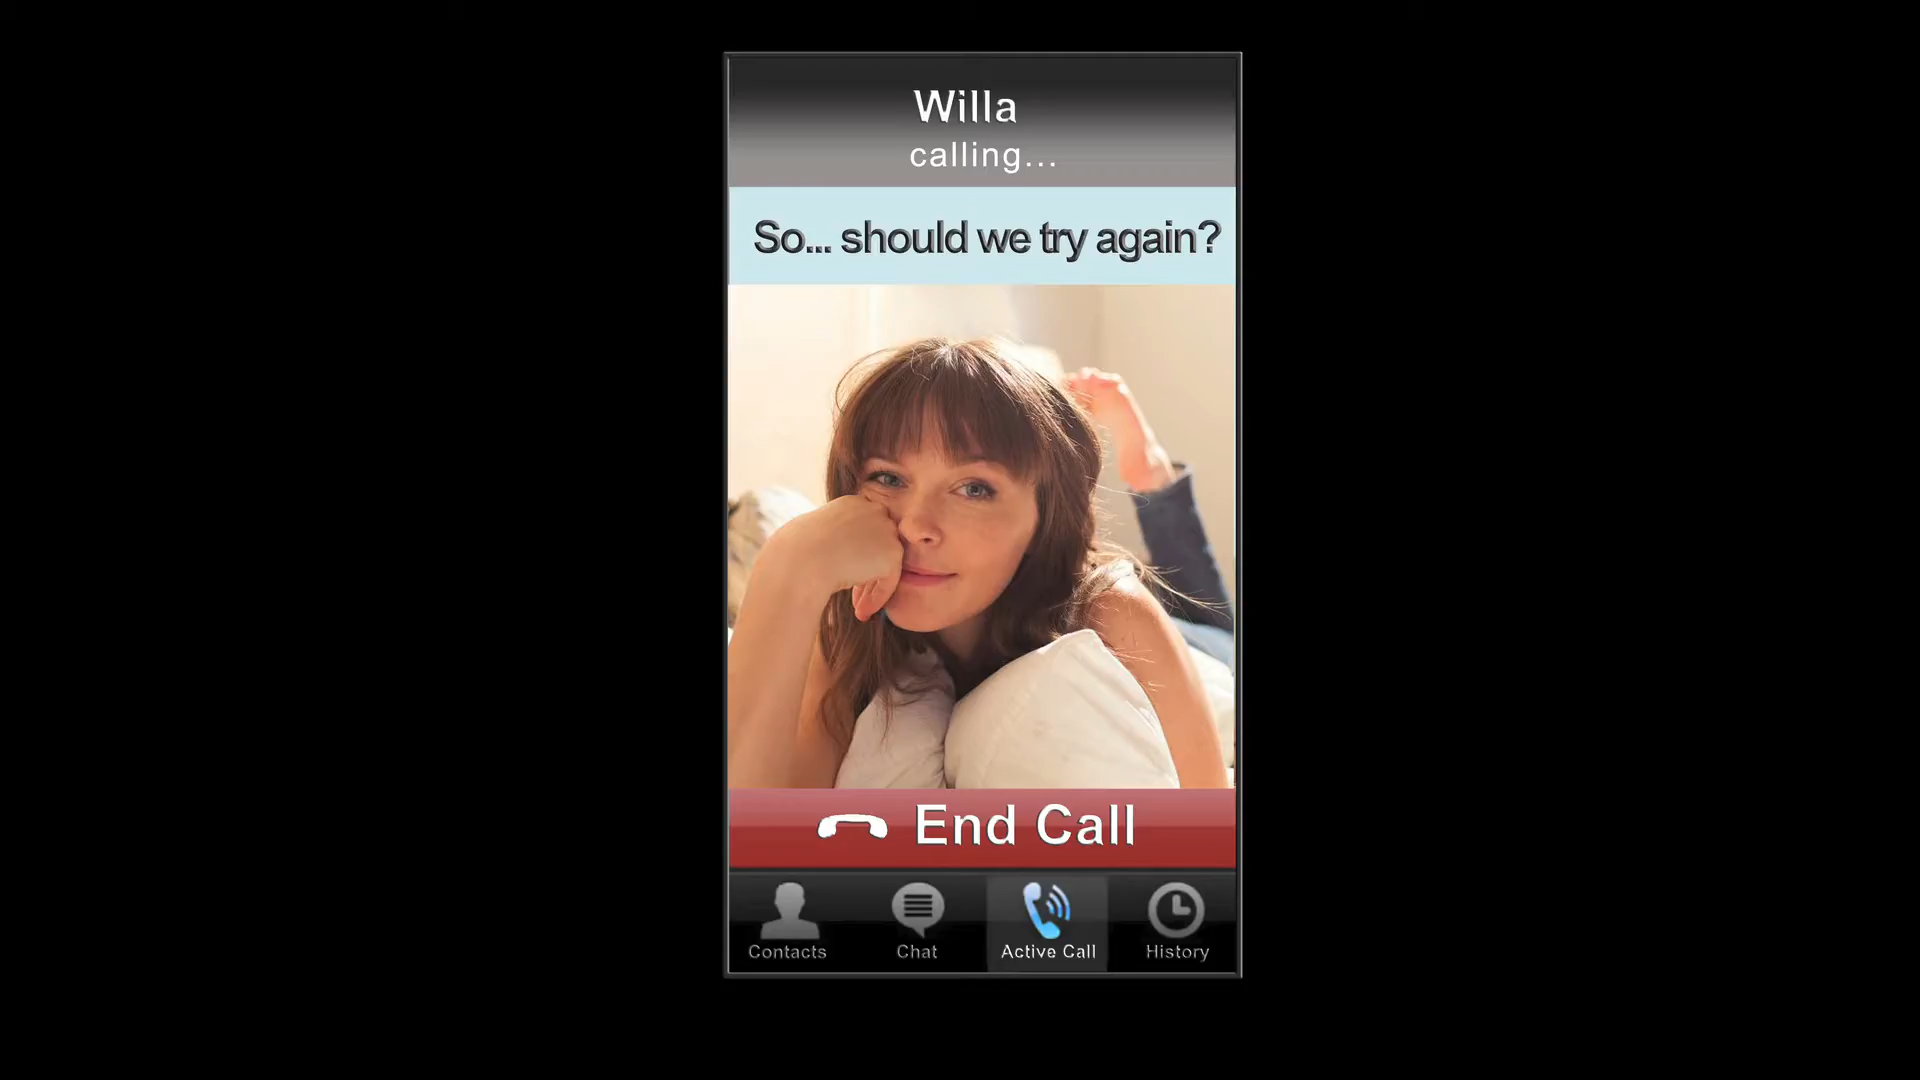 Willa
calling...
So... should we try again?
End Call
Contacts
Chat
Active Call
History